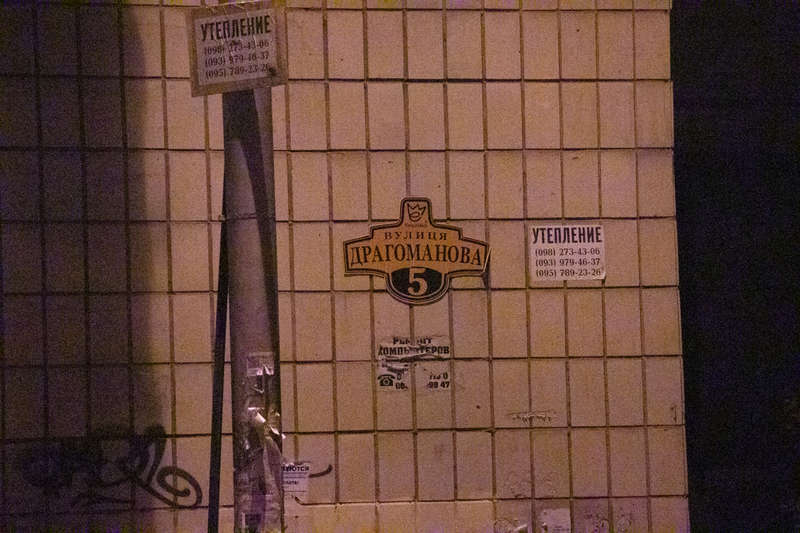 УТЕПЛЕНИЕ
(098) 273-43-06
(093) 979-46-37
(095) 789-23-26
ВУЛИЦЯ
ДРАГОМАНОВА
5
УТЕПЛЕНИЕ
(098) 273-43-06
(093) 979-46-37
(095) 789-23-26